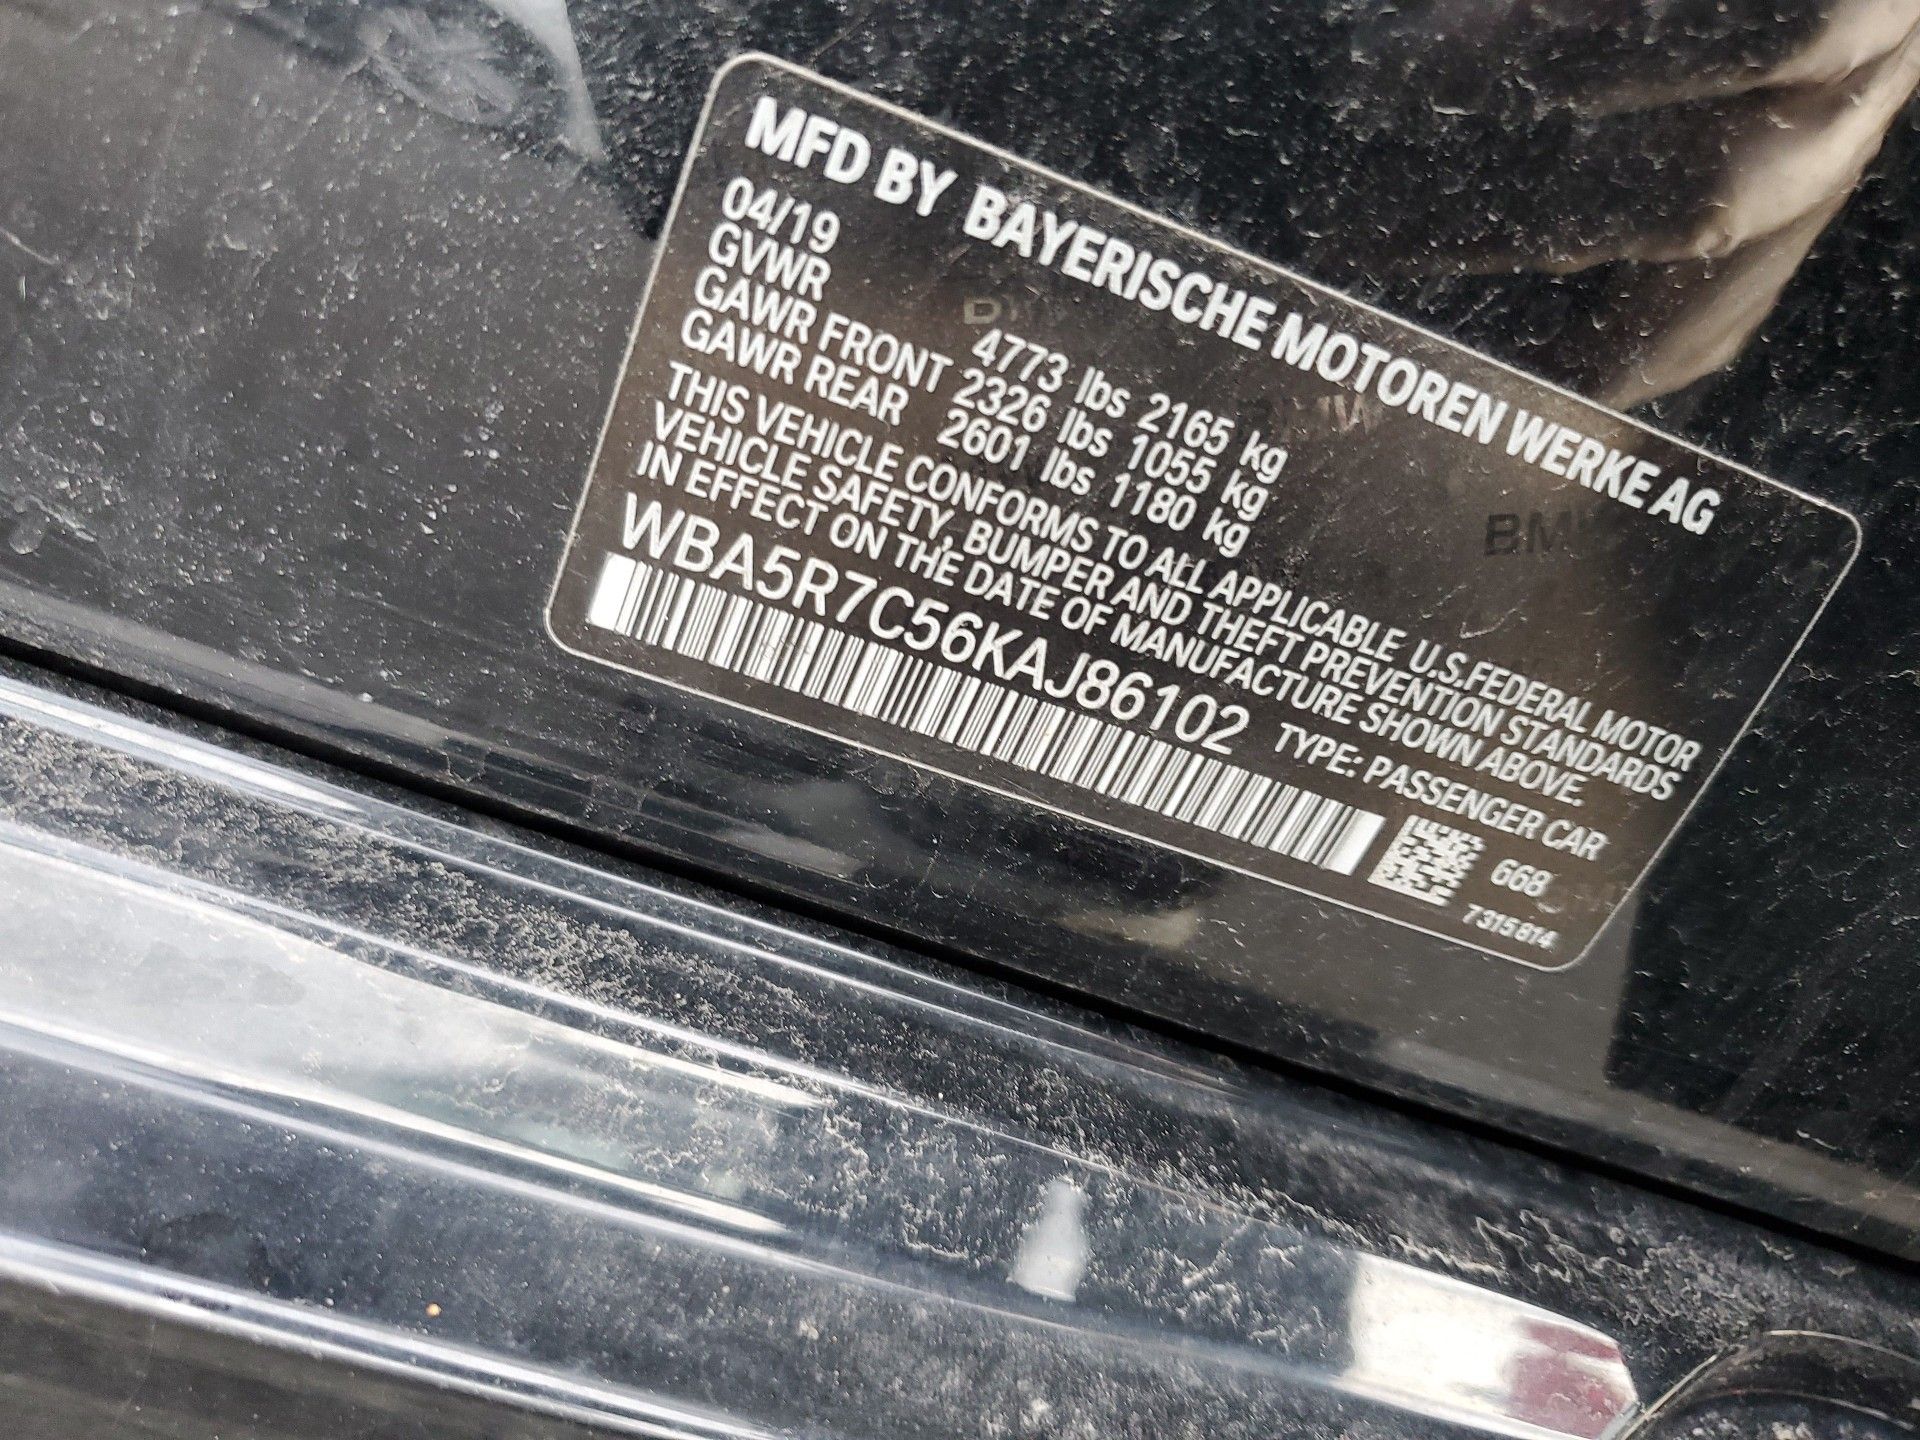 MFD BY BAYERISCHE MOTOREN WERKE AG
04/19
GVWR 4773 lbs 2165 kg
GAWR FRONT 2326 lbs 1055 kg
GAWR REAR 2601 lbs 1180 kg
THIS VEHICLE CONFORMS TO ALL APPLICABLE U.S.FEDERAL MOTOR
VEHICLE SAFETY, BUMPER AND THEFT PREVENTION STANDARDS
IN EFFECT ON THE DATE OF MANUFACTURE SHOWN ABOVE.
WBA5R7C56KAJ86102 TYPE: PASSENGER CAR
668
7315814